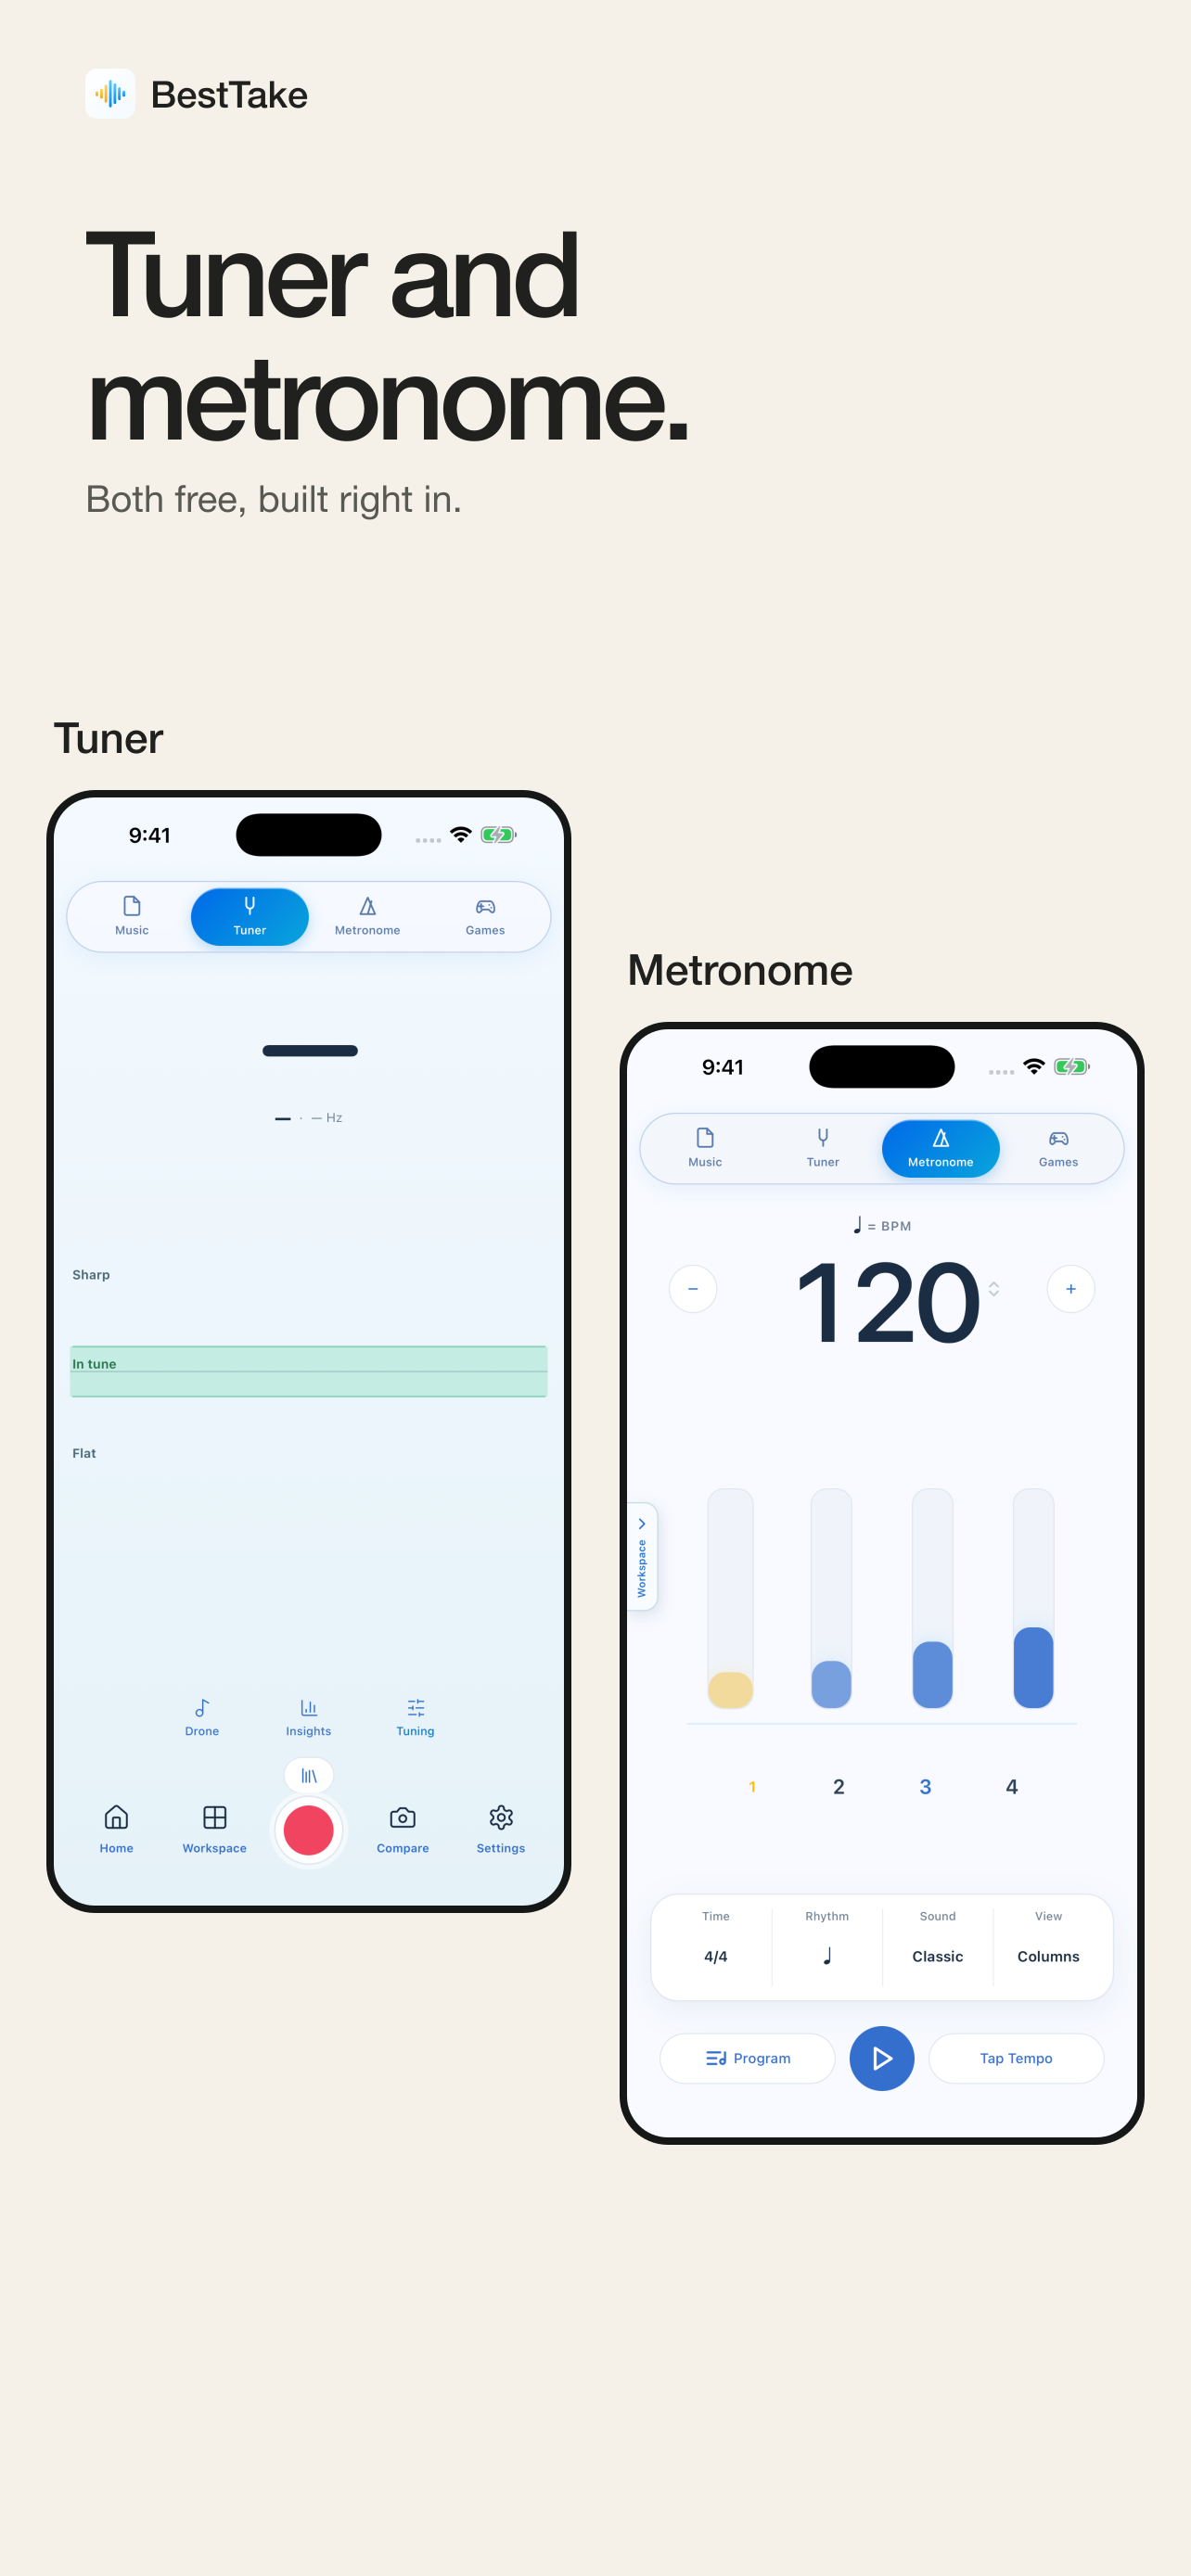 BestTake
Tuner and
metronome.
Both free, built right in.
Tuner
9:41
Music
Tuner
Metronome
Games
— · — Hz
Sharp
In tune
Flat
Drone
Insights
Tuning
Home
Workspace
Compare
Settings
Metronome
9:41
Music
Tuner
Metronome
Games
♩ = BPM
− 120 +
Workspace
1 2 3 4
Time
Rhythm
Sound
View
4/4
♩
Classic
Columns
Program
Tap Tempo